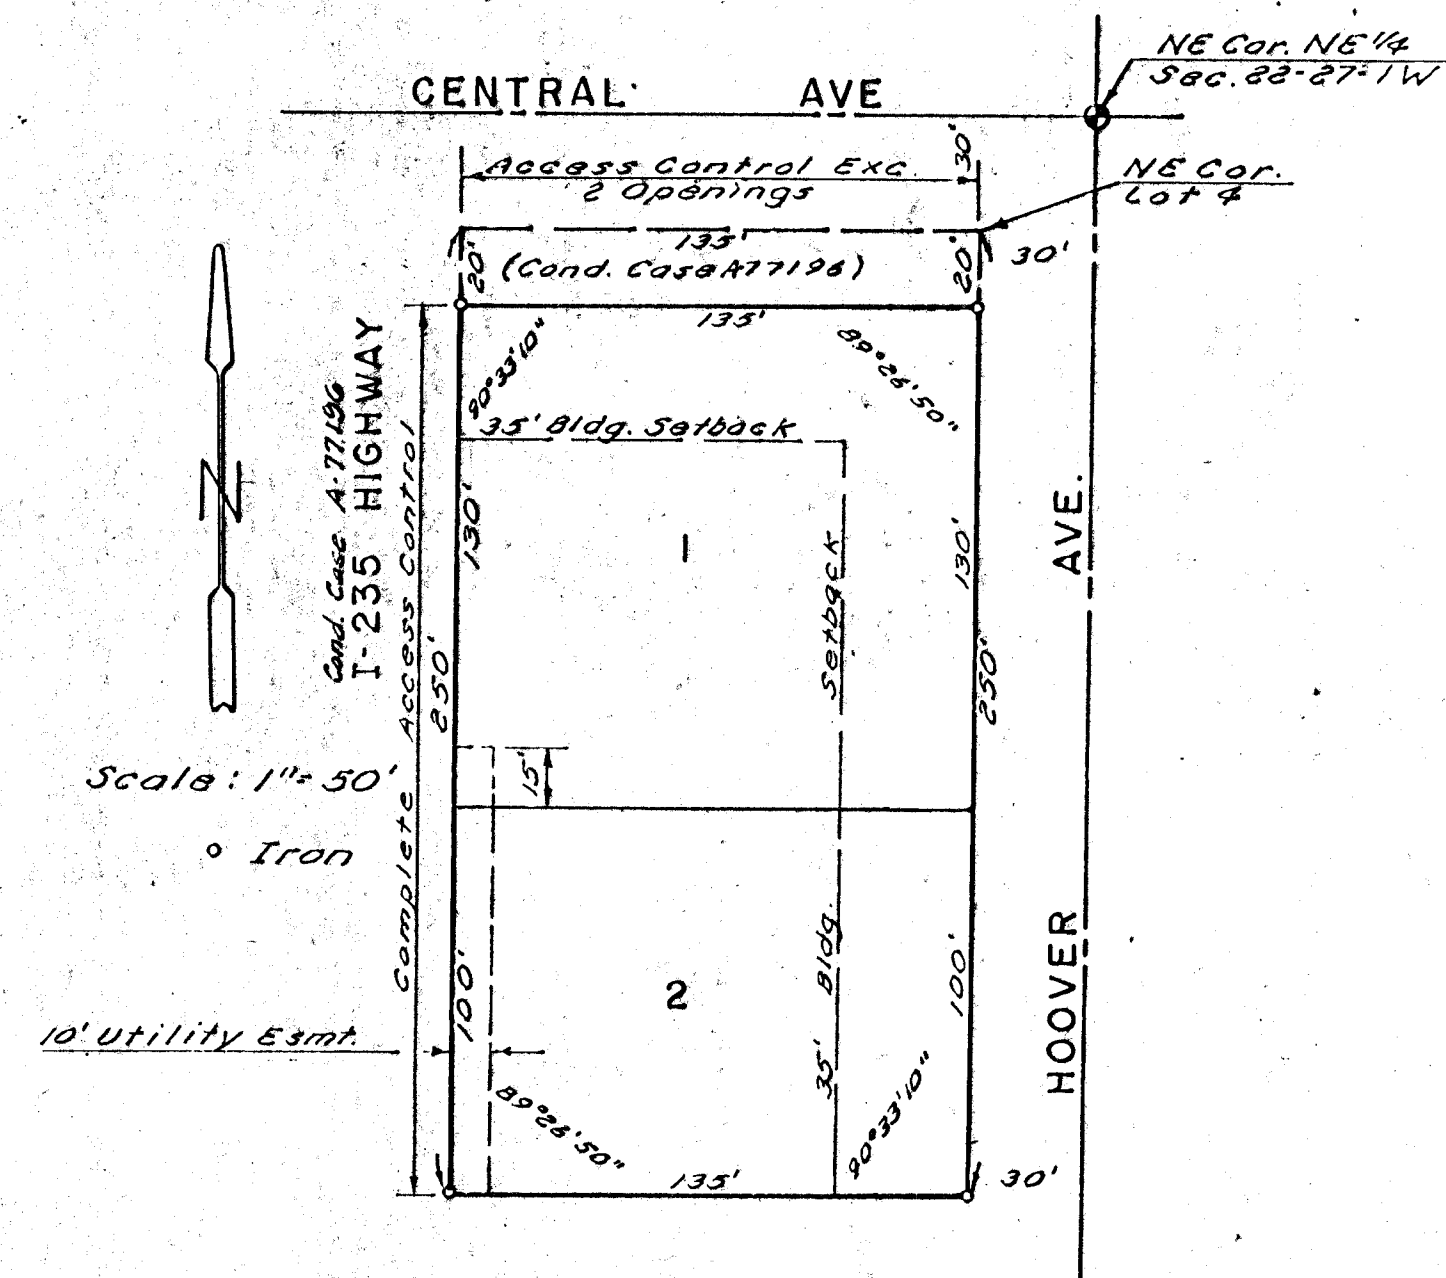 NE Cor. NE 1/4
Sec. 22-27-1W
CENTRAL AVE
30'
Access Control Exc.
2 Openings
NE Cor.
Lot 4
135'
20'
(Cond. Case A77196)
20'
30'
135'
90°33'10"
89°26'50"
35' Bldg. Setback
Cond. Case A-77196
I-235 HIGHWAY
Complete Access Control
N
130'
1
130'
AVE.
Setback
250'
250'
15'
Scale: 1"= 50'
Iron
HOOVER
35' Bldg.
100'
2
100'
10' Utility Esmt.
89°26'50"
90°33'10"
135'
30'